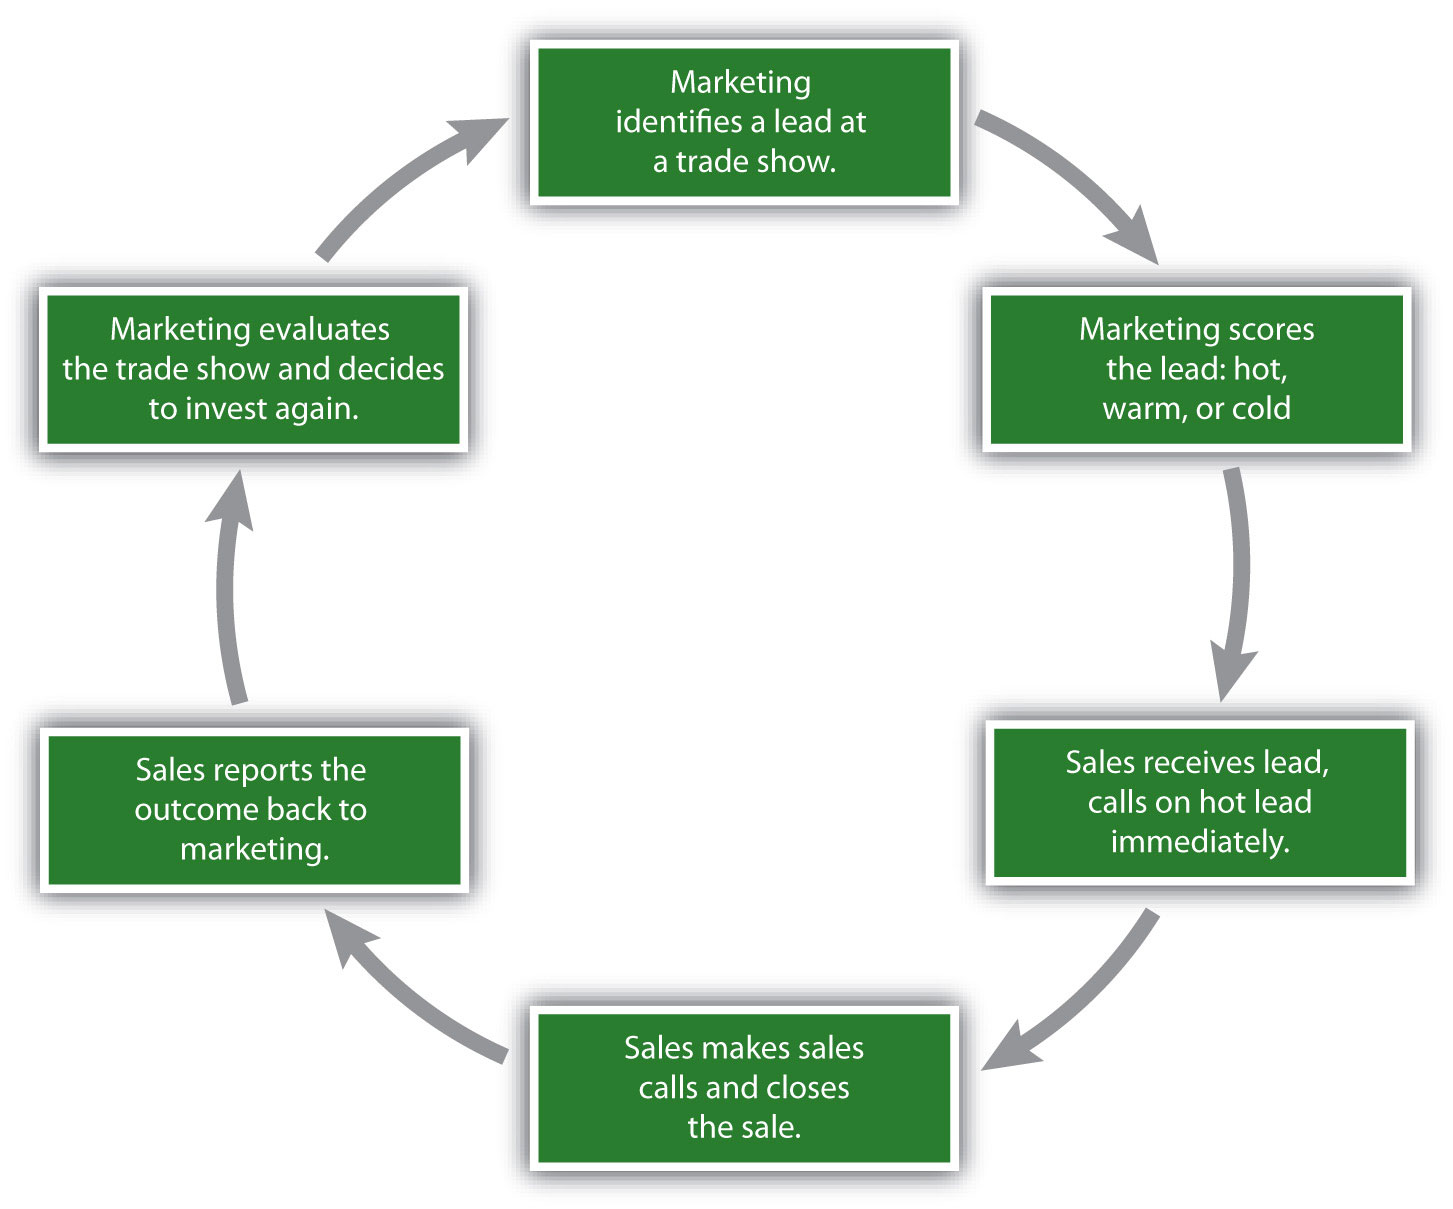 Marketing
identifies a lead at
a trade show.
Marketing scores
the lead: hot,
warm, or cold
Sales receives lead,
calls on hot lead
immediately.
Sales makes sales
calls and closes
the sale.
Sales reports the
outcome back to
marketing.
Marketing evaluates
the trade show and decides
to invest again.